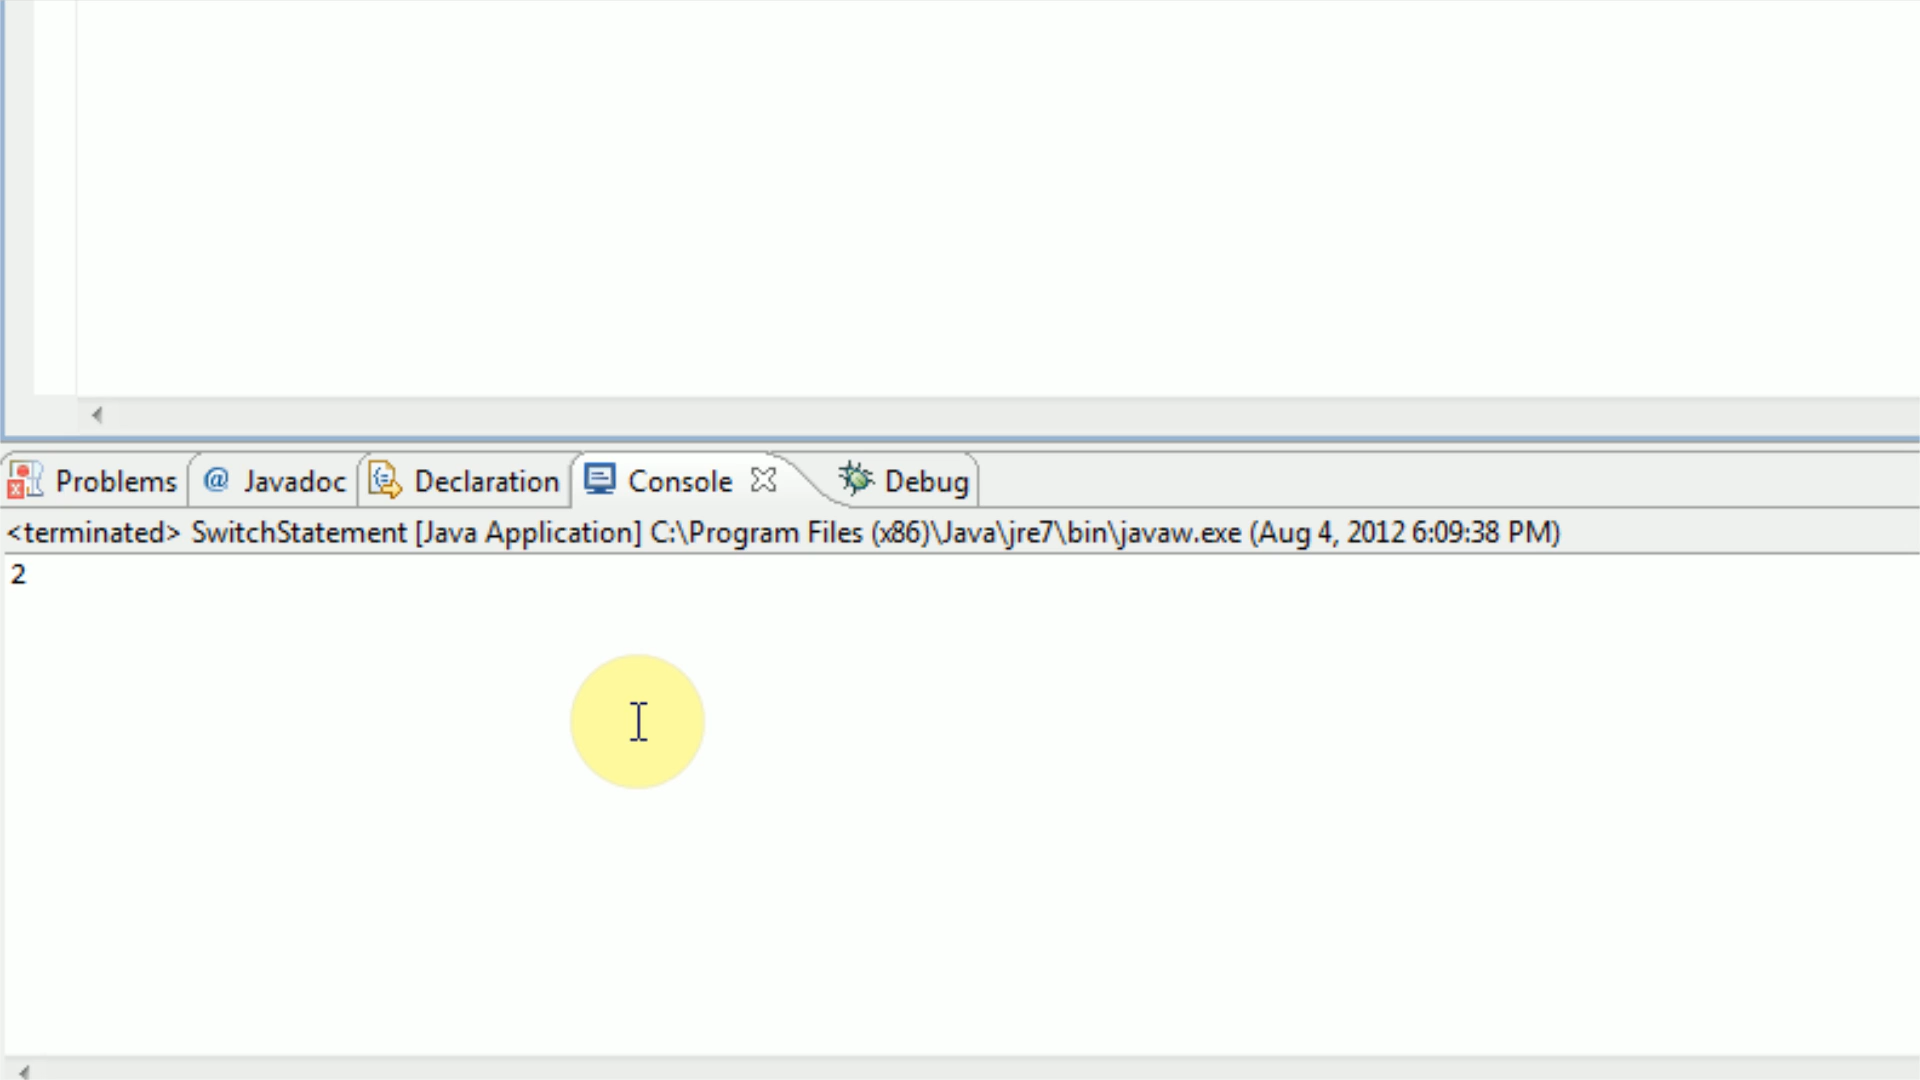 Problems @ Javadoc Declaration Console Debug
<terminated> SwitchStatement [Java Application] C:\Program Files (x86)\Java\jre7\bin\javaw.exe (Aug 4, 2012 6:09:38 PM)
2